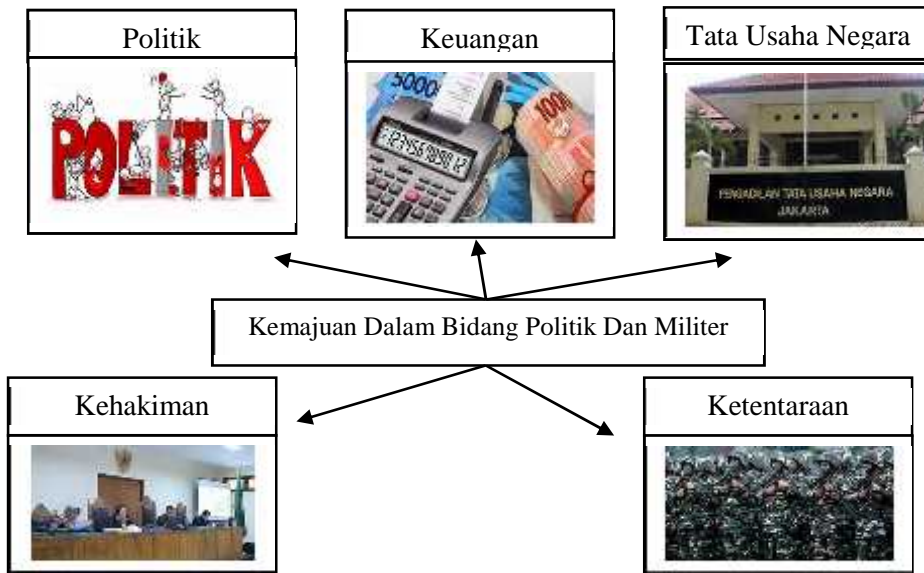 Politik
POLITIK
Keuangan
5000
123456789012
100
Tata Usaha Negara
PENGADILAN TATA USAHA NEGARA
JAKARTA
Kemajuan Dalam Bidang Politik Dan Militer
Kehakiman
Ketentaraan